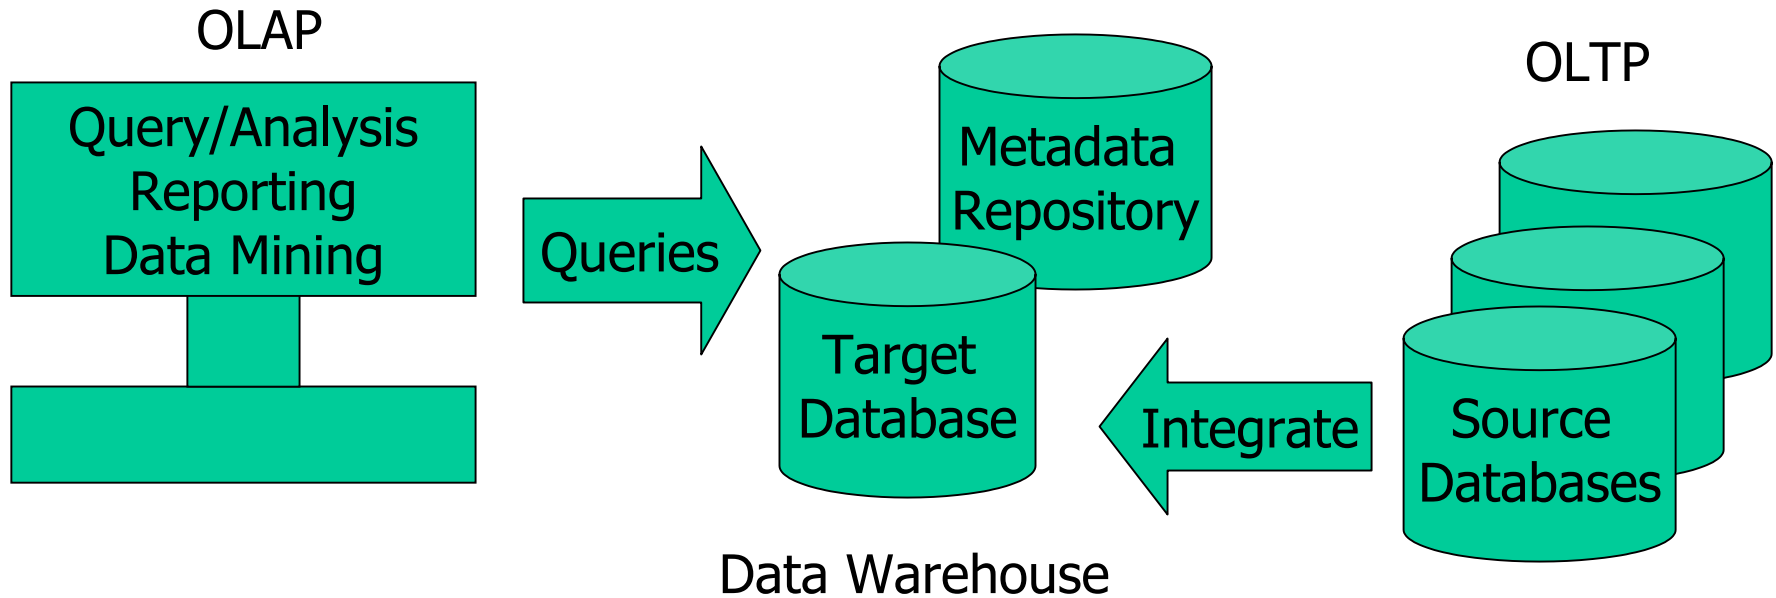 OLAP
Query/Analysis
Reporting
Data Mining
Queries
Metadata
Repository
Target
Database
Data Warehouse
Integrate
OLTP
Source
Databases